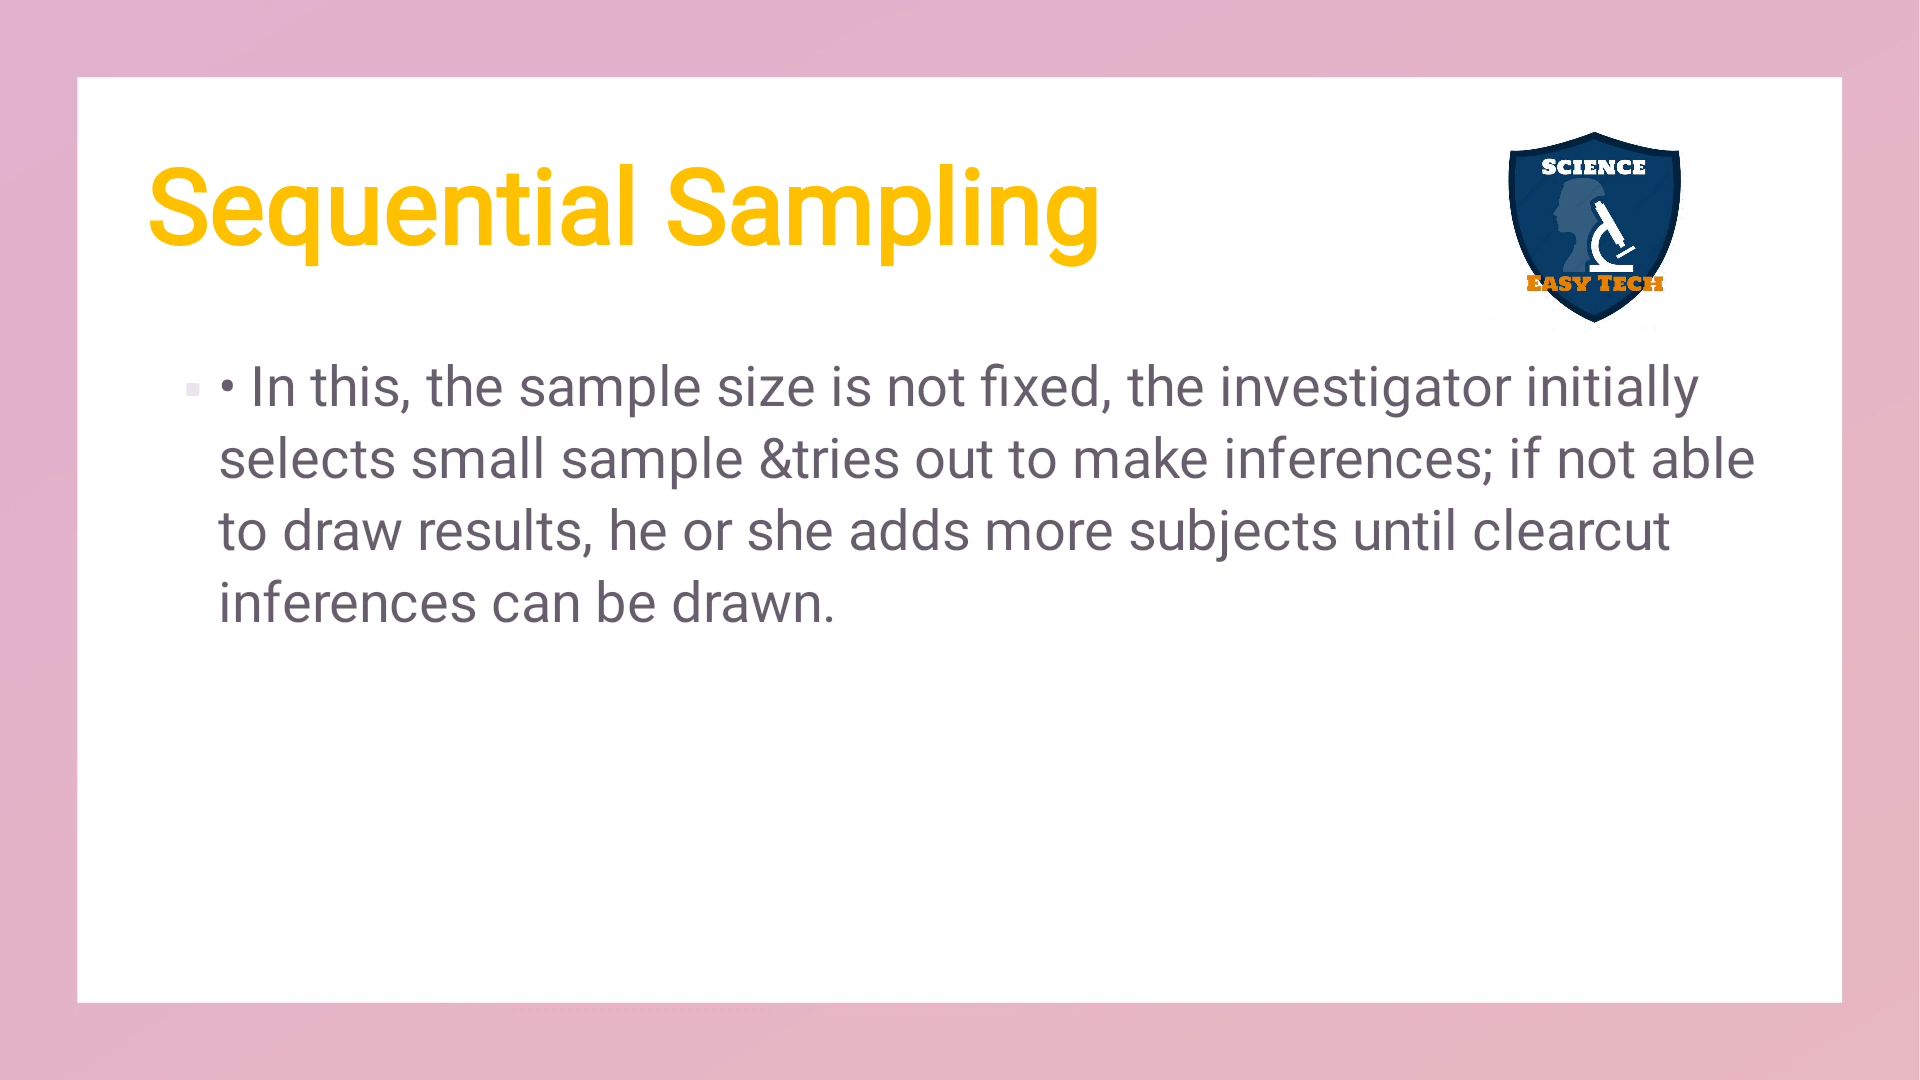 Sequential Sampling
SCIENCE
EASY TECH
• In this, the sample size is not fixed, the investigator initially
selects small sample &tries out to make inferences; if not able
to draw results, he or she adds more subjects until clearcut
inferences can be drawn.